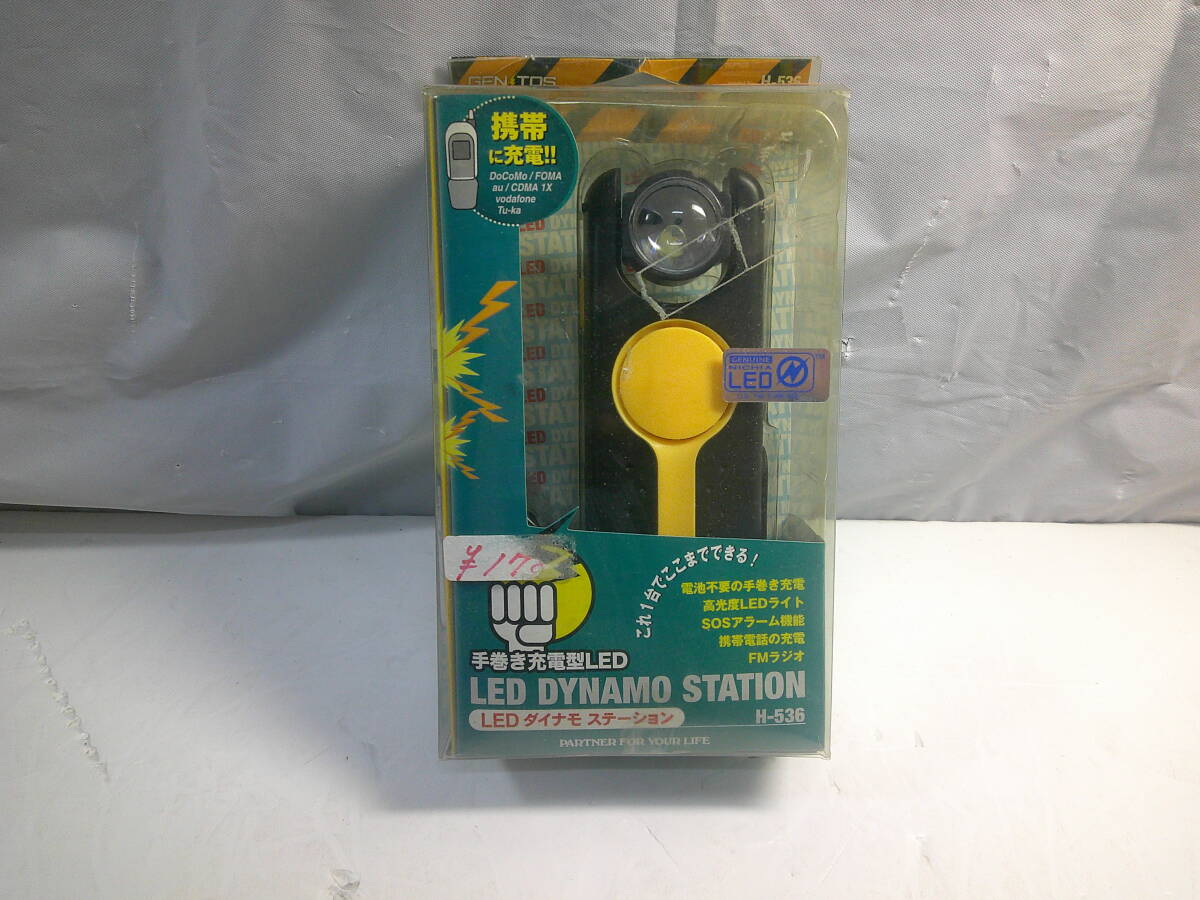 GENTOS
H-536
携帯
に充電!!
DoCoMo / FOMA
au / CDMA 1X
vodafone
Tu-ka
GENUINE
NICHIA
LED
TM
¥170
これ1台でここまでできる!
電池不要の手巻き充電
高光度LEDライト
SOSアラーム機能
携帯電話の充電
FMラジオ
手巻き充電型LED
LED DYNAMO STATION
LED ダイナモ ステーション
H-536
PARTNER FOR YOUR LIFE